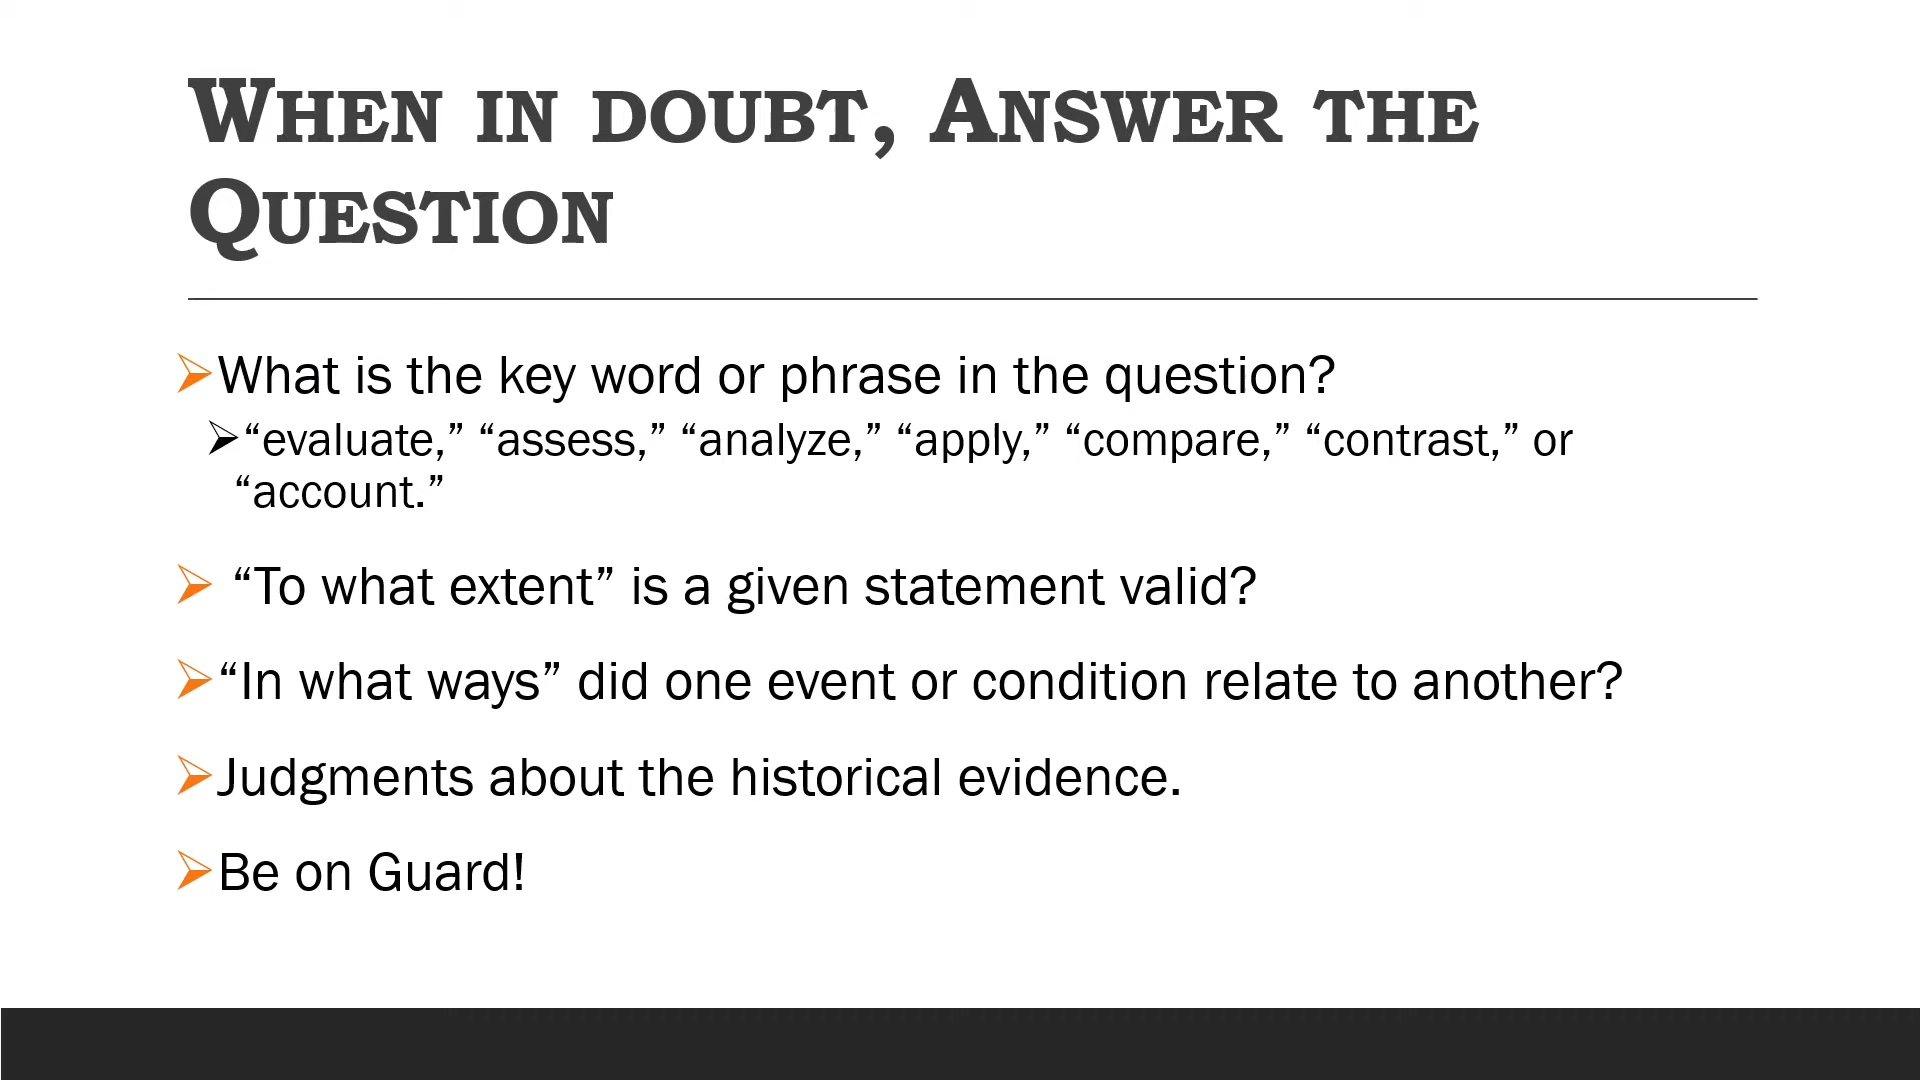 When in doubt, Answer the
Question
➢What is the key word or phrase in the question?
➢“evaluate,” “assess,” “analyze,” “apply,” “compare,” “contrast,” or
“account.”
➢ “To what extent” is a given statement valid?
➢“In what ways” did one event or condition relate to another?
➢Judgments about the historical evidence.
➢Be on Guard!